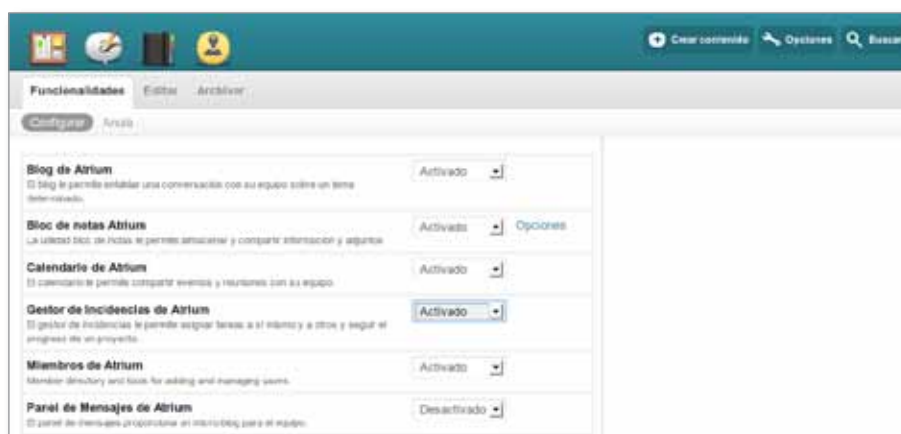 Crear contenido Opciones Buscar
Funcionalidades Editar Archivar
Configurar Anula
Blog de Atrium Activado
El blog le permite entablar una conversación con su equipo sobre un tema
determinado.
Bloc de notas Atrium Activado Opciones
La utilidad bloc de notas le permite almacenar y compartir información y adjuntos
Calendario de Atrium Activado
El calendario le permite compartir eventos y reuniones con su equipo.
Gestor de Incidencias de Atrium Activado
El gestor de incidencias le permite asignar tareas a sí mismo y a otros y seguir el
progreso de un proyecto.
Miembros de Atrium Activado
Member directory and tools for adding and managing users.
Panel de Mensajes de Atrium Desactivado
El panel de mensajes proporciona un microblog para el equipo.